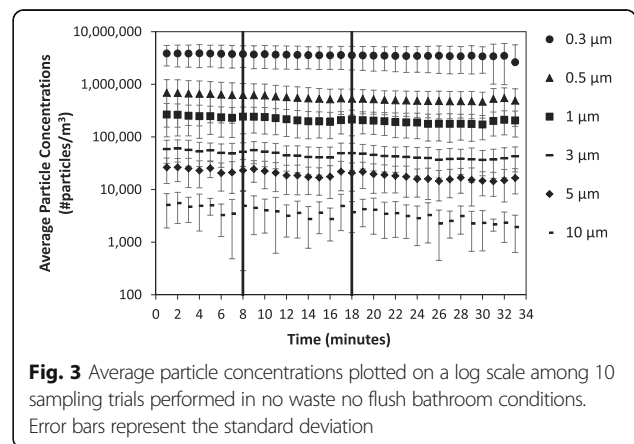 10,000,000
1,000,000
100,000
10,000
1,000
100
Average Particle Concentrations
(#particles/m³)
0 2 4 6 8 10 12 14 16 18 20 22 24 26 28 30 32 34
Time (minutes)
0.3 µm
0.5 µm
1 µm
3 µm
5 µm
10 µm
Fig. 3 Average particle concentrations plotted on a log scale among 10
sampling trials performed in no waste no flush bathroom conditions.
Error bars represent the standard deviation